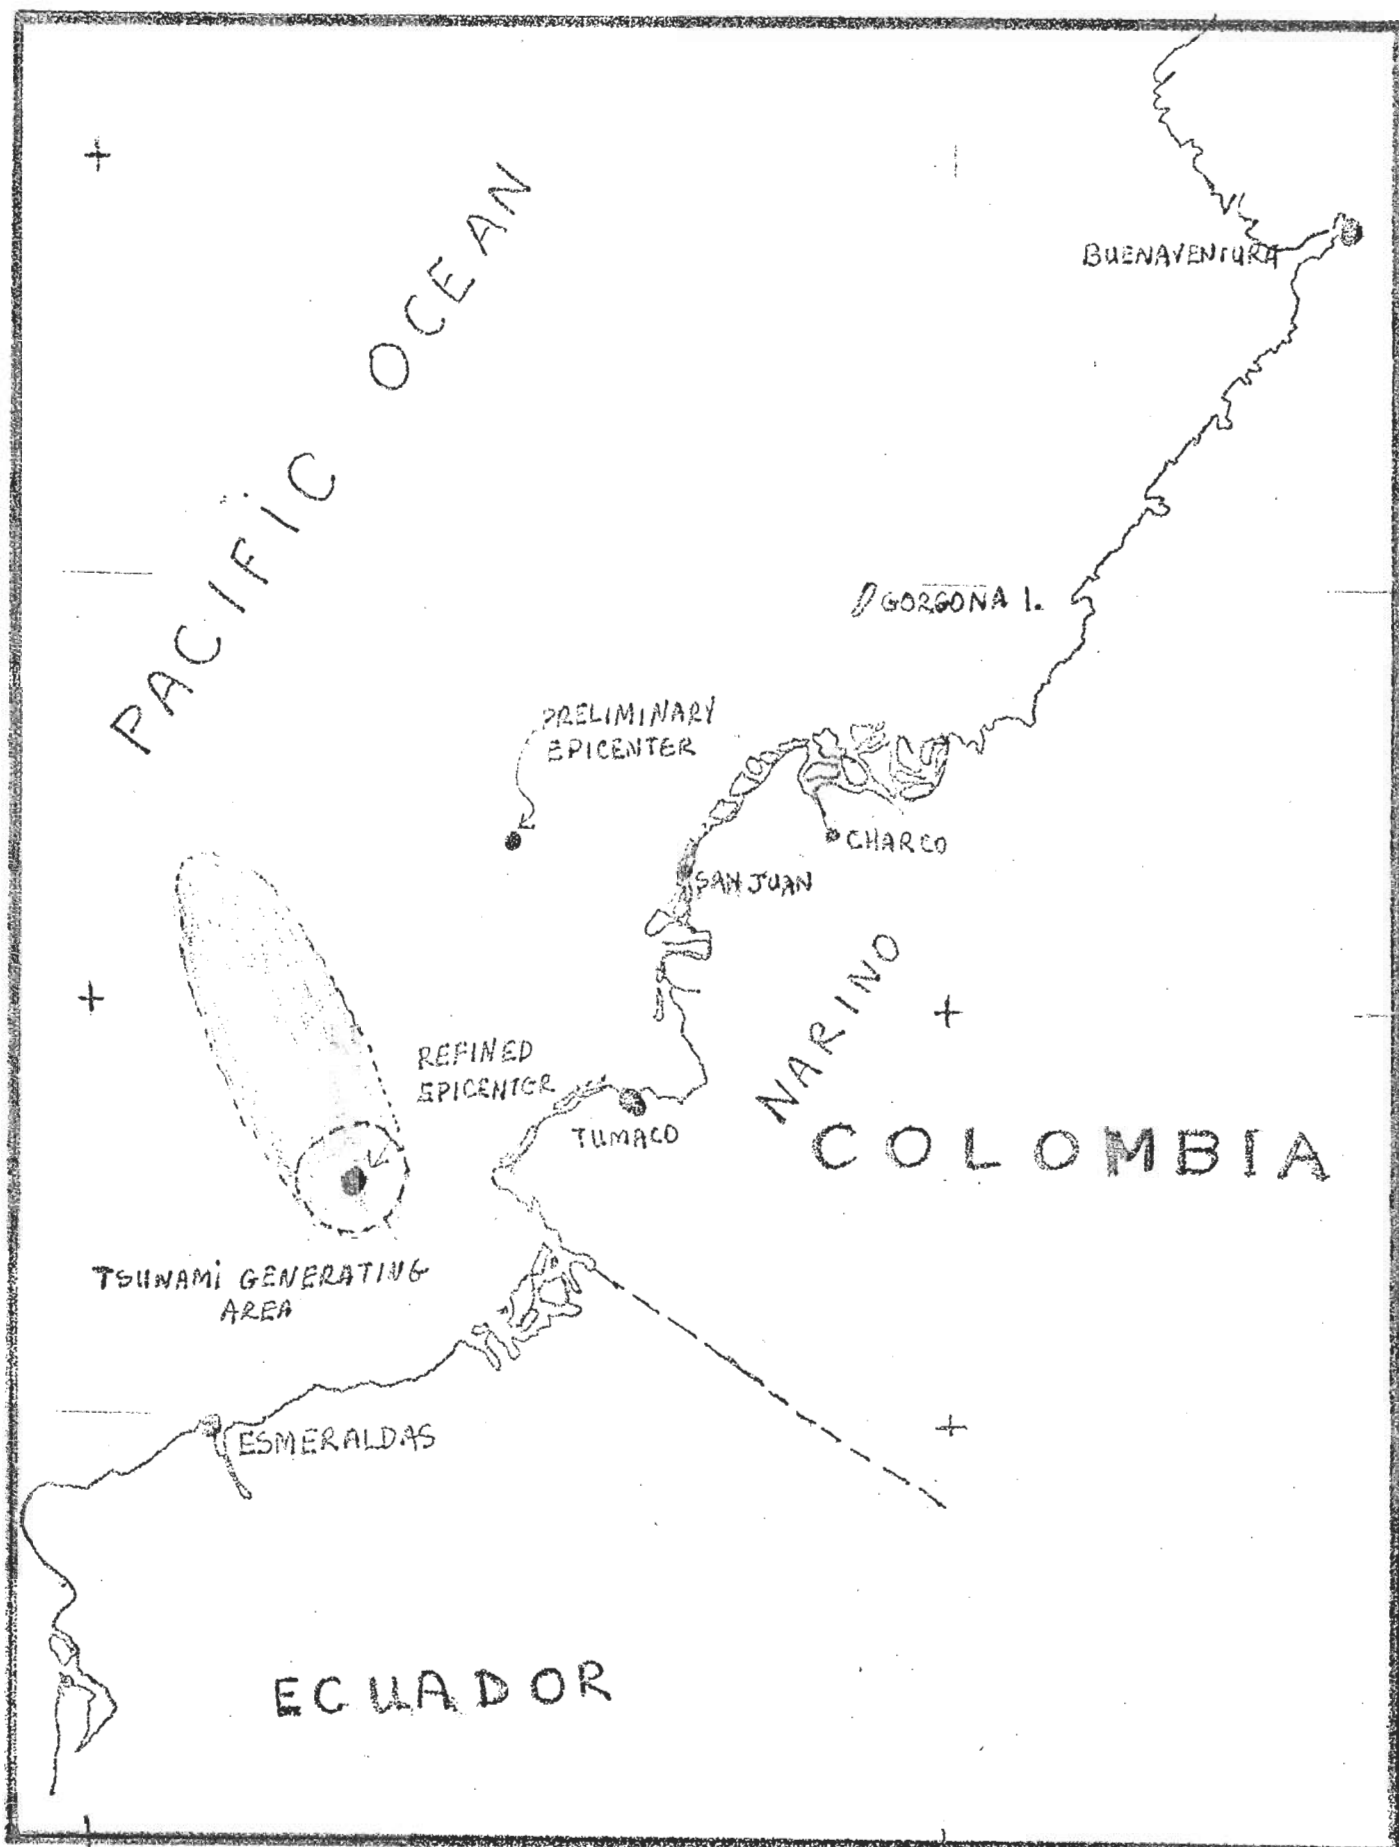 PACIFIC OCEAN
BUENAVENTURA
GORGONA I.
PRELIMINARY
EPICENTER
CHARCO
SAN JUAN
NARINO
REFINED
EPICENTER
TUMACO
COLOMBIA
TSUNAMI GENERATING
AREA
ESMERALDAS
ECUADOR